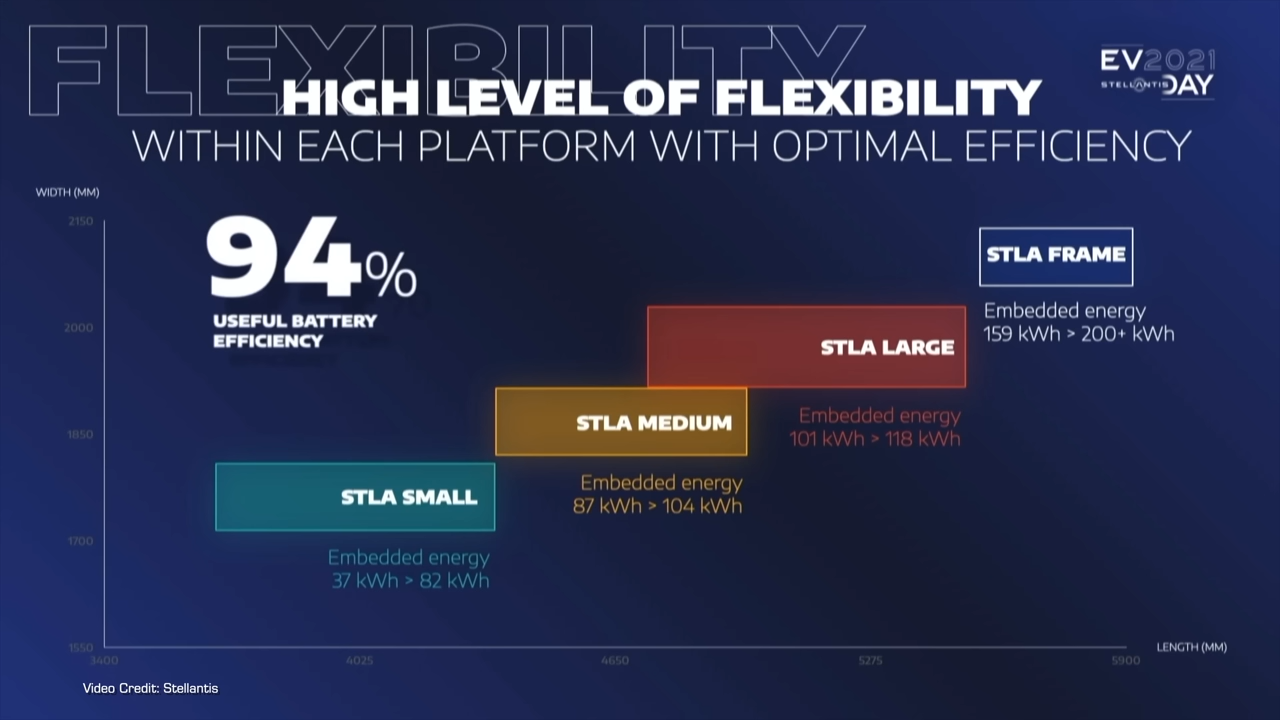 FLEXIBILITY
HIGH LEVEL OF FLEXIBILITY
WITHIN EACH PLATFORM WITH OPTIMAL EFFICIENCY
EV2021
STELLANTIS DAY
WIDTH (MM)
2150
94%
USEFUL BATTERY
EFFICIENCY
STLA FRAME
Embedded energy
159 kWh > 200+ kWh
2000
STLA LARGE
Embedded energy
101 kWh > 118 kWh
STLA MEDIUM
1850
Embedded energy
87 kWh > 104 kWh
STLA SMALL
1700
Embedded energy
37 kWh > 82 kWh
1550
LENGTH (MM)
3400 4025 4650 5275 5900
Video Credit: Stellantis